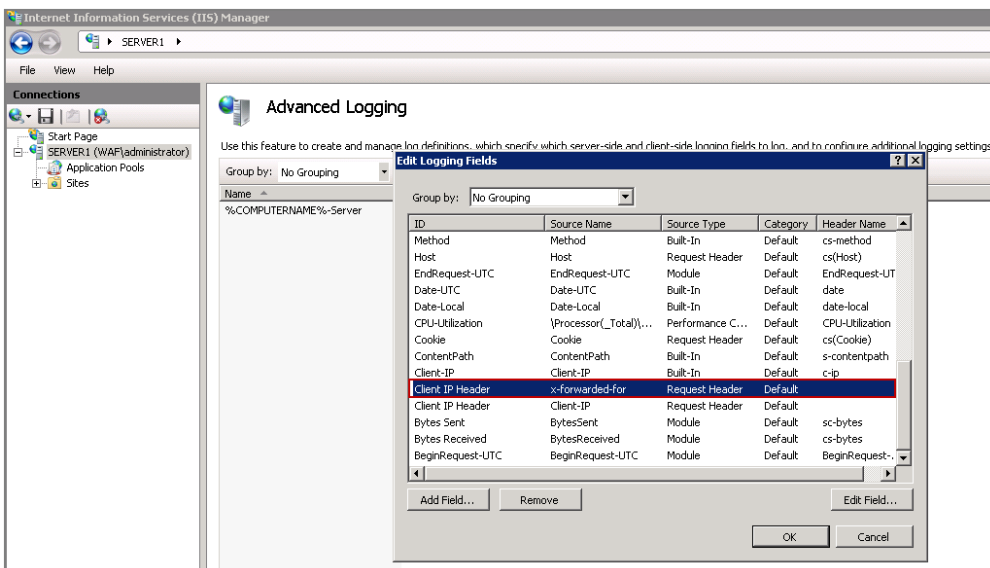 Internet Information Services (IIS) Manager
SERVER1
File View Help
Connections
Start Page
SERVER1 (WAF\administrator)
Application Pools
Sites
Advanced Logging
Use this feature to create and manage log definitions, which specify which server-side and client-side logging fields to log, and to configure additional logging settings
Group by: No Grouping
Name
%COMPUTERNAME%-Server
Edit Logging Fields
Group by: No Grouping
ID Source Name Source Type Category Header Name
Method Method Built-In Default cs-method
Host Host Request Header Default cs(Host)
EndRequest-UTC EndRequest-UTC Module Default EndRequest-UT
Date-UTC Date-UTC Built-In Default date
Date-Local Date-Local Built-In Default date-local
CPU-Utilization \Processor(_Total)\... Performance C... Default CPU-Utilization
Cookie Cookie Request Header Default cs(Cookie)
ContentPath ContentPath Built-In Default s-contentpath
Client-IP Client-IP Built-In Default c-ip
Client IP Header x-forwarded-for Request Header Default
Client IP Header Client-IP Request Header Default
Bytes Sent BytesSent Module Default sc-bytes
Bytes Received BytesReceived Module Default cs-bytes
BeginRequest-UTC BeginRequest-UTC Module Default BeginRequest-.
Add Field... Remove Edit Field...
OK Cancel